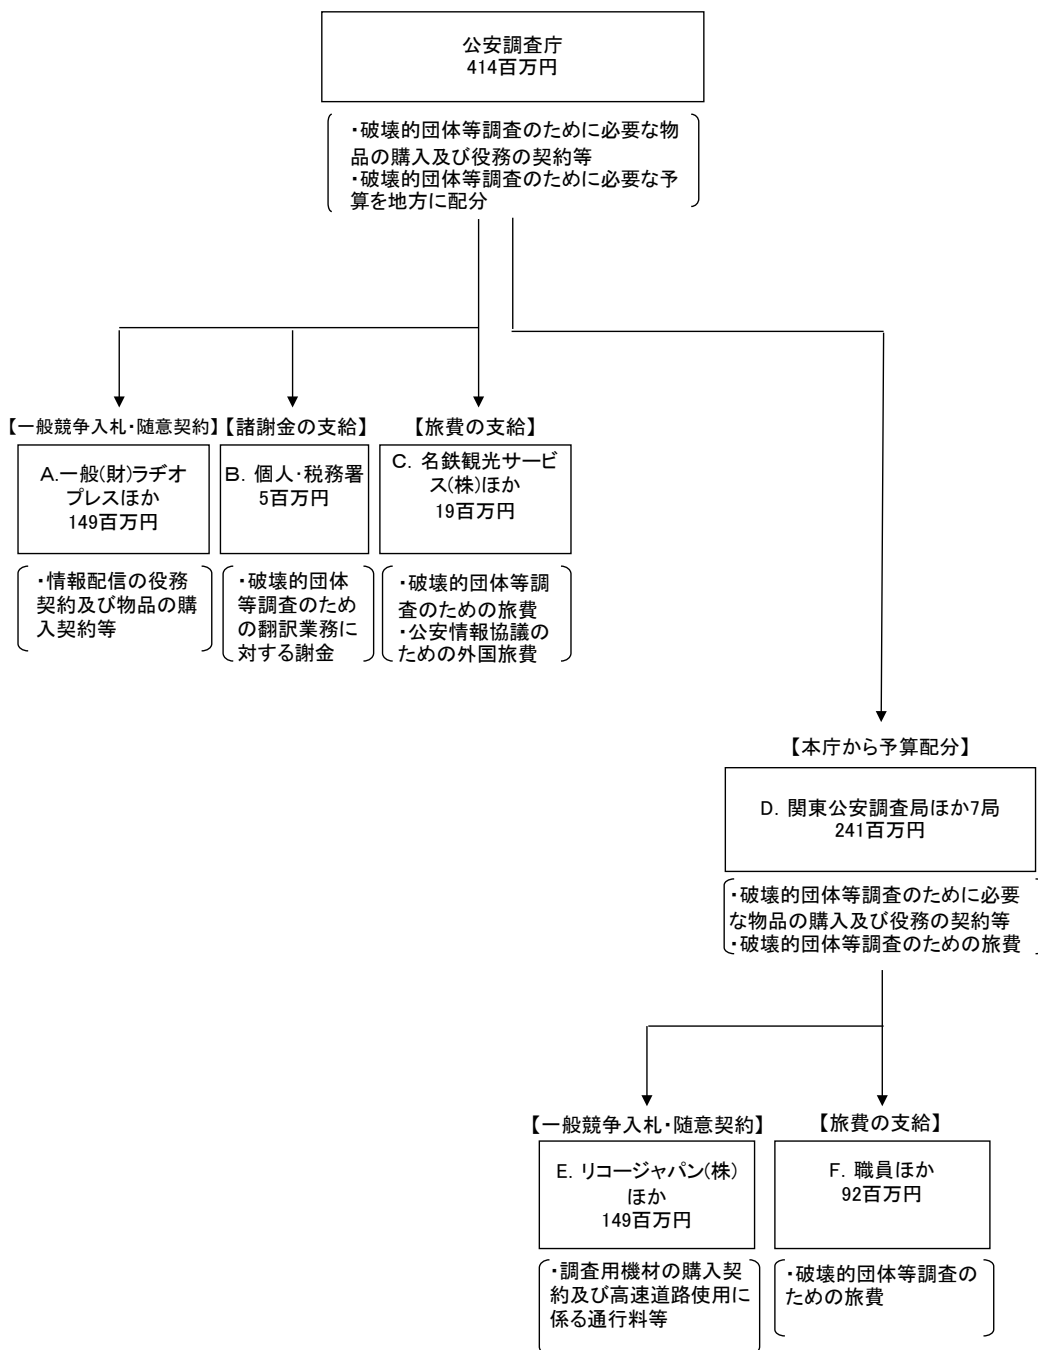 公安調査庁
414百万円
・破壊的団体等調査のために必要な物
品の購入及び役務の契約等
・破壊的団体等調査のために必要な予
算を地方に配分
【一般競争入札・随意契約】
A.一般(財)ラヂオ
プレスほか
149百万円
・情報配信の役務
契約及び物品の購
入契約等
【諸謝金の支給】
B. 個人・税務署
5百万円
・破壊的団体
等調査のため
の翻訳業務に
対する謝金
【旅費の支給】
C. 名鉄観光サービ
ス(株)ほか
19百万円
・破壊的団体等調
査のための旅費
・公安情報協議の
ための外国旅費
【本庁から予算配分】
D. 関東公安調査局ほか7局
241百万円
・破壊的団体等調査のために必要
な物品の購入及び役務の契約等
・破壊的団体等調査のための旅費
【一般競争入札・随意契約】
E. リコージャパン(株)
ほか
149百万円
・調査用機材の購入契
約及び高速道路使用に
係る通行料等
【旅費の支給】
F. 職員ほか
92百万円
・破壊的団体等調査の
ための旅費